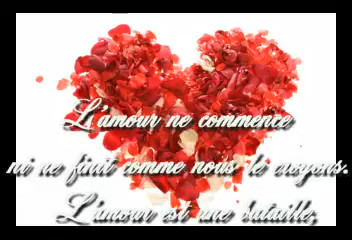 L'amour ne commence
ni ne finit comme nous le croyons.
L'amour est une bataille,